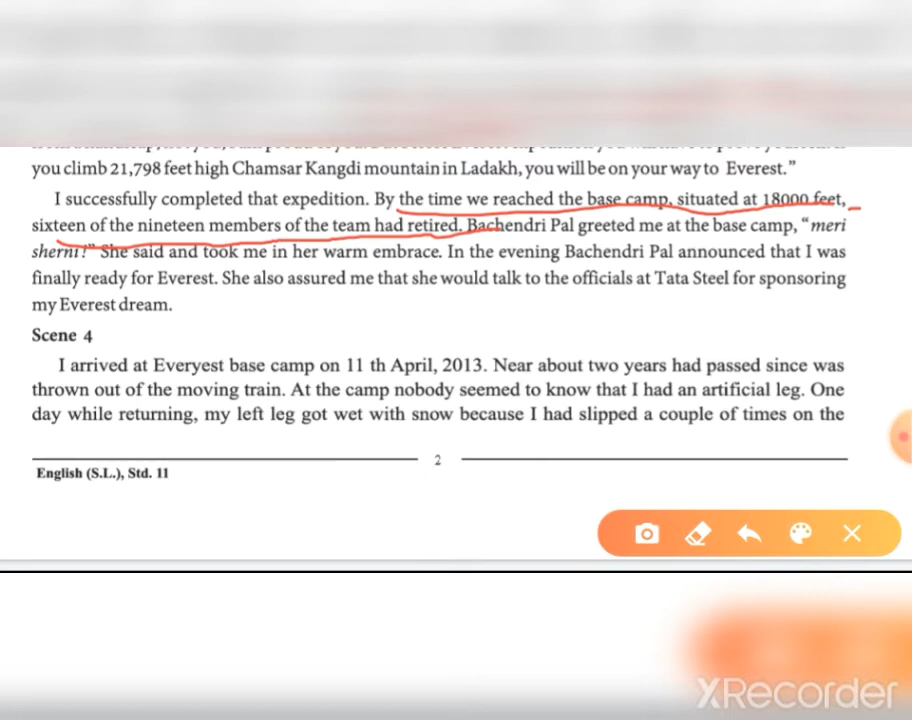 you climb 21,798 feet high Chamsar Kangdi mountain in Ladakh, you will be on your way to Everest.”
I successfully completed that expedition. By the time we reached the base camp, situated at 18000 feet,
sixteen of the nineteen members of the team had retired. Bachendri Pal greeted me at the base camp, “meri
sherni!” She said and took me in her warm embrace. In the evening Bachendri Pal announced that I was
finally ready for Everest. She also assured me that she would talk to the officials at Tata Steel for sponsoring
my Everest dream.
Scene 4
I arrived at Everyest base camp on 11 th April, 2013. Near about two years had passed since was
thrown out of the moving train. At the camp nobody seemed to know that I had an artificial leg. One
day while returning, my left leg got wet with snow because I had slipped a couple of times on the
2
English (S.L.), Std. 11
XRecorder